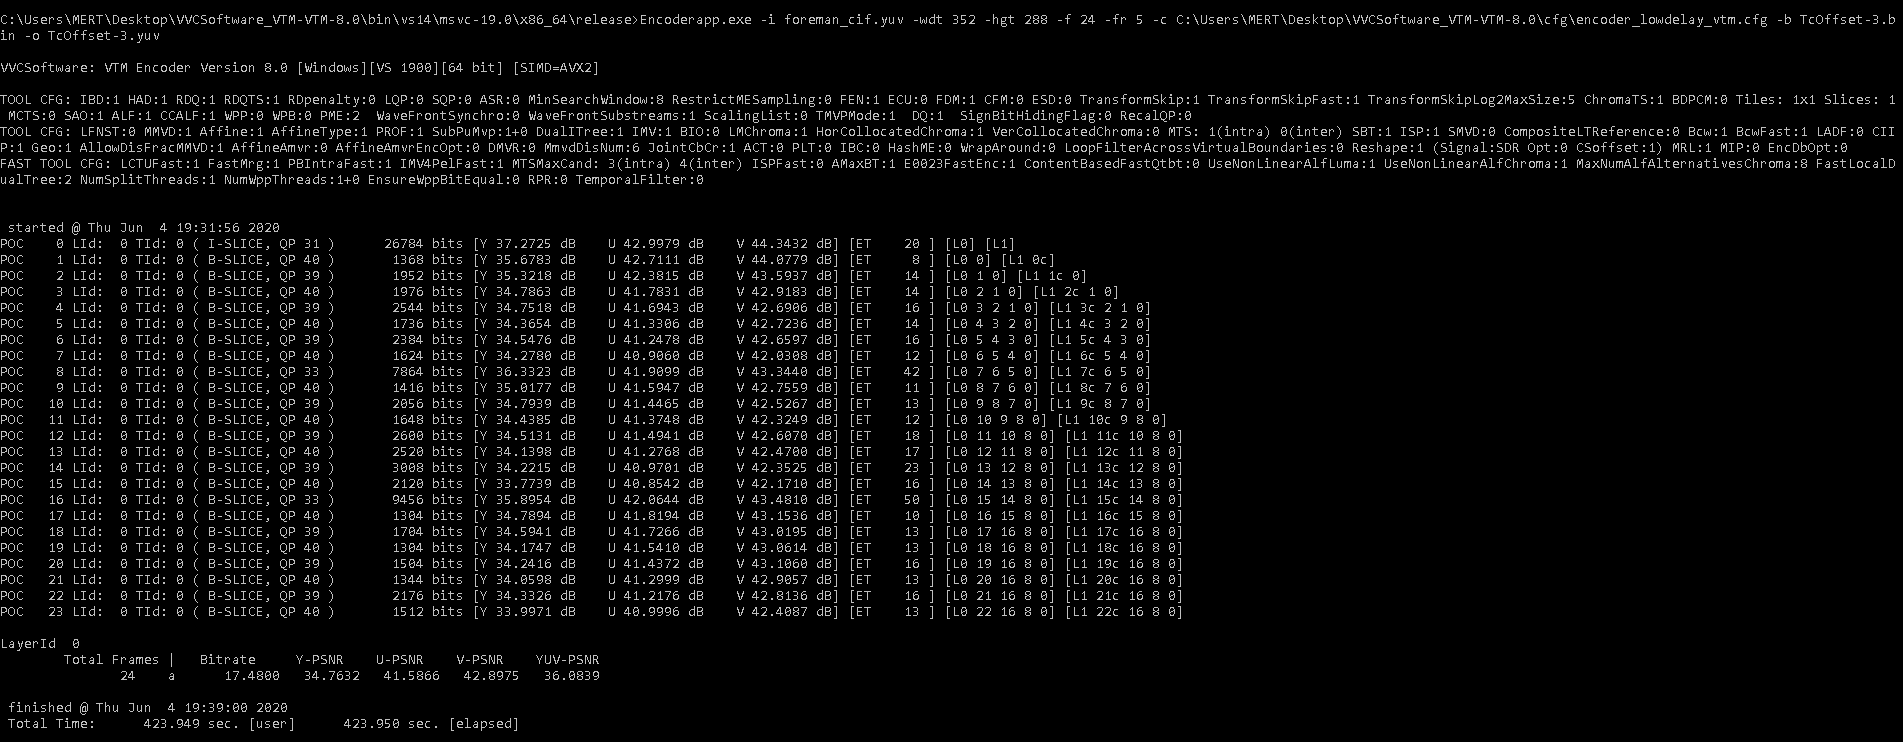 C:\Users\MERT\Desktop\VVCSoftware_VTM-VTM-8.0\bin\vs14\msvc-19.0\x86_64\release>Encoderapp.exe -i foreman_cif.yuv -wdt 352 -hgt 288 -f 24 -fr 5 -c C:\Users\MERT\Desktop\VVCSoftware_VTM-VTM-8.0\cfg\encoder_lowdelay_vtm.cfg -b TcOffset-3.b
in -o TcOffset-3.yuv
VVCSoftware: VTM Encoder Version 8.0 [Windows][VS 1900][64 bit] [SIMD=AVX2]
TOOL CFG: IBD:1 HAD:1 RDQ:1 RDQTS:1 RDpenalty:0 LQP:0 SQP:0 ASR:0 MinSearchWindow:8 RestrictMESampling:0 FEN:1 ECU:0 FDM:1 CFM:0 ESD:0 TransformSkip:1 TransformSkipFast:1 TransformSkipLog2MaxSize:5 ChromaTS:1 BDPCM:0 Tiles: 1x1 Slices: 1
MCTS:0 SAO:1 ALF:1 CCALF:1 WPP:0 WPB:0 PME:2  WaveFrontSynchro:0 WaveFrontSubstreams:1 ScalingList:0 TMVPMode:1  DQ:1  SignBitHidingFlag:0 RecalQP:0
TOOL CFG: LFNST:0 MMVD:1 Affine:1 AffineType:1 PROF:1 SubPuMvp:1+0 DualITree:1 IMV:1 BIO:0 LMChroma:1 HorCollocatedChroma:1 VerCollocatedChroma:0 MTS: 1(intra) 0(inter) SBT:1 ISP:1 SMVD:0 CompositeLTReference:0 Bcw:1 BcwFast:1 LADF:0 CII
P:1 Geo:1 AllowDisFracMMVD:1 AffineAmvr:0 AffineAmvrEncOpt:0 DMVR:0 MmvdDisNum:6 JointCbCr:1 ACT:0 PLT:0 IBC:0 HashME:0 WrapAround:0 LoopFilterAcrossVirtualBoundaries:0 Reshape:1 (Signal:SDR Opt:0 CSoffset:1) MRL:1 MIP:0 EncDbOpt:0
FAST TOOL CFG: LCTUFast:1 FastMrg:1 PBIntraFast:1 IMV4PelFast:1 MTSMaxCand: 3(intra) 4(inter) ISPFast:0 AMaxBT:1 E0023FastEnc:1 ContentBasedFastQtbt:0 UseNonLinearAlfLuma:1 UseNonLinearAlfChroma:1 MaxNumAlfAlternativesChroma:8 FastLocalD
ualTree:2 NumSplitThreads:1 NumWppThreads:1+0 EnsureWppBitEqual:0 RPR:0 TemporalFilter:0
started @ Thu Jun  4 19:31:56 2020
POC    0 LId:  0 TId: 0 ( I-SLICE, QP 31 )      26784 bits [Y 37.2725 dB    U 42.9979 dB    V 44.3432 dB] [ET    20 ] [L0] [L1]
POC    1 LId:  0 TId: 0 ( B-SLICE, QP 40 )       1368 bits [Y 35.6783 dB    U 42.7111 dB    V 44.0779 dB] [ET     8 ] [L0 0] [L1 0c]
POC    2 LId:  0 TId: 0 ( B-SLICE, QP 39 )       1952 bits [Y 35.3218 dB    U 42.3815 dB    V 43.5937 dB] [ET    14 ] [L0 1 0] [L1 1c 0]
POC    3 LId:  0 TId: 0 ( B-SLICE, QP 40 )       1976 bits [Y 34.7863 dB    U 41.7831 dB    V 42.9183 dB] [ET    14 ] [L0 2 1 0] [L1 2c 1 0]
POC    4 LId:  0 TId: 0 ( B-SLICE, QP 39 )       2544 bits [Y 34.7518 dB    U 41.6943 dB    V 42.6906 dB] [ET    16 ] [L0 3 2 1 0] [L1 3c 2 1 0]
POC    5 LId:  0 TId: 0 ( B-SLICE, QP 40 )       1736 bits [Y 34.3654 dB    U 41.3306 dB    V 42.7236 dB] [ET    14 ] [L0 4 3 2 0] [L1 4c 3 2 0]
POC    6 LId:  0 TId: 0 ( B-SLICE, QP 39 )       2384 bits [Y 34.5476 dB    U 41.2478 dB    V 42.6597 dB] [ET    16 ] [L0 5 4 3 0] [L1 5c 4 3 0]
POC    7 LId:  0 TId: 0 ( B-SLICE, QP 40 )       1624 bits [Y 34.2780 dB    U 40.9060 dB    V 42.0308 dB] [ET    12 ] [L0 6 5 4 0] [L1 6c 5 4 0]
POC    8 LId:  0 TId: 0 ( B-SLICE, QP 33 )       7864 bits [Y 36.3323 dB    U 41.9099 dB    V 43.3440 dB] [ET    42 ] [L0 7 6 5 0] [L1 7c 6 5 0]
POC    9 LId:  0 TId: 0 ( B-SLICE, QP 40 )       1416 bits [Y 35.0177 dB    U 41.5947 dB    V 42.7559 dB] [ET    11 ] [L0 8 7 6 0] [L1 8c 7 6 0]
POC   10 LId:  0 TId: 0 ( B-SLICE, QP 39 )       2056 bits [Y 34.7939 dB    U 41.4465 dB    V 42.5267 dB] [ET    13 ] [L0 9 8 7 0] [L1 9c 8 7 0]
POC   11 LId:  0 TId: 0 ( B-SLICE, QP 40 )       1648 bits [Y 34.4385 dB    U 41.3748 dB    V 42.3249 dB] [ET    12 ] [L0 10 9 8 0] [L1 10c 9 8 0]
POC   12 LId:  0 TId: 0 ( B-SLICE, QP 39 )       2600 bits [Y 34.5131 dB    U 41.4941 dB    V 42.6070 dB] [ET    18 ] [L0 11 10 8 0] [L1 11c 10 8 0]
POC   13 LId:  0 TId: 0 ( B-SLICE, QP 40 )       2520 bits [Y 34.1398 dB    U 41.2768 dB    V 42.4700 dB] [ET    17 ] [L0 12 11 8 0] [L1 12c 11 8 0]
POC   14 LId:  0 TId: 0 ( B-SLICE, QP 39 )       3008 bits [Y 34.2215 dB    U 40.9701 dB    V 42.3525 dB] [ET    23 ] [L0 13 12 8 0] [L1 13c 12 8 0]
POC   15 LId:  0 TId: 0 ( B-SLICE, QP 40 )       2120 bits [Y 33.7739 dB    U 40.8542 dB    V 42.1710 dB] [ET    16 ] [L0 14 13 8 0] [L1 14c 13 8 0]
POC   16 LId:  0 TId: 0 ( B-SLICE, QP 33 )       9456 bits [Y 35.8954 dB    U 42.0644 dB    V 43.4810 dB] [ET    50 ] [L0 15 14 8 0] [L1 15c 14 8 0]
POC   17 LId:  0 TId: 0 ( B-SLICE, QP 40 )       1304 bits [Y 34.7894 dB    U 41.8194 dB    V 43.1536 dB] [ET    10 ] [L0 16 15 8 0] [L1 16c 15 8 0]
POC   18 LId:  0 TId: 0 ( B-SLICE, QP 39 )       1704 bits [Y 34.5941 dB    U 41.7266 dB    V 43.0195 dB] [ET    13 ] [L0 17 16 8 0] [L1 17c 16 8 0]
POC   19 LId:  0 TId: 0 ( B-SLICE, QP 40 )       1304 bits [Y 34.1747 dB    U 41.5410 dB    V 43.0614 dB] [ET    13 ] [L0 18 16 8 0] [L1 18c 16 8 0]
POC   20 LId:  0 TId: 0 ( B-SLICE, QP 39 )       1504 bits [Y 34.2416 dB    U 41.4372 dB    V 43.1060 dB] [ET    16 ] [L0 19 16 8 0] [L1 19c 16 8 0]
POC   21 LId:  0 TId: 0 ( B-SLICE, QP 40 )       1344 bits [Y 34.0598 dB    U 41.2999 dB    V 42.9057 dB] [ET    13 ] [L0 20 16 8 0] [L1 20c 16 8 0]
POC   22 LId:  0 TId: 0 ( B-SLICE, QP 39 )       2176 bits [Y 34.3326 dB    U 41.2176 dB    V 42.8136 dB] [ET    16 ] [L0 21 16 8 0] [L1 21c 16 8 0]
POC   23 LId:  0 TId: 0 ( B-SLICE, QP 40 )       1512 bits [Y 33.9971 dB    U 40.9996 dB    V 42.4087 dB] [ET    13 ] [L0 22 16 8 0] [L1 22c 16 8 0]
LayerId  0
Total Frames |   Bitrate     Y-PSNR    U-PSNR    V-PSNR    YUV-PSNR
24    a      17.4800   34.7632   41.5866   42.8975   36.0839
finished @ Thu Jun  4 19:39:00 2020
Total Time:      423.949 sec. [user]      423.950 sec. [elapsed]